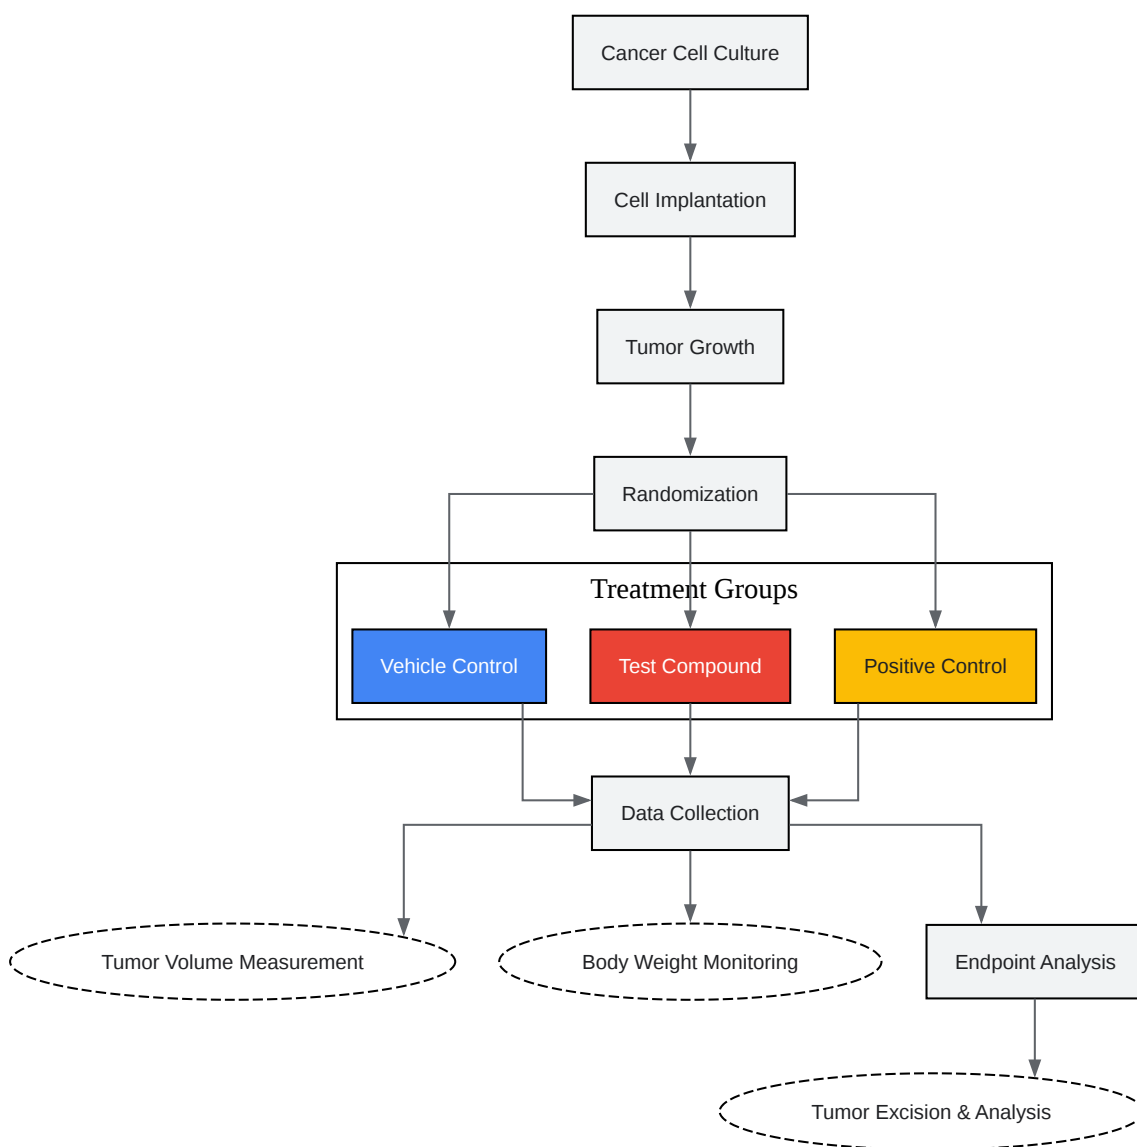 Cancer Cell Culture
Cell Implantation
Tumor Growth
Randomization
Treatment Groups
Vehicle Control
Test Compound
Positive Control
Data Collection
Tumor Volume Measurement
Body Weight Monitoring
Endpoint Analysis
Tumor Excision & Analysis